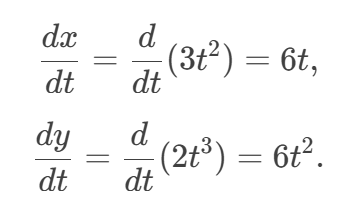 dx/dt = d/dt(3t²) = 6t,
dy/dt = d/dt(2t³) = 6t².